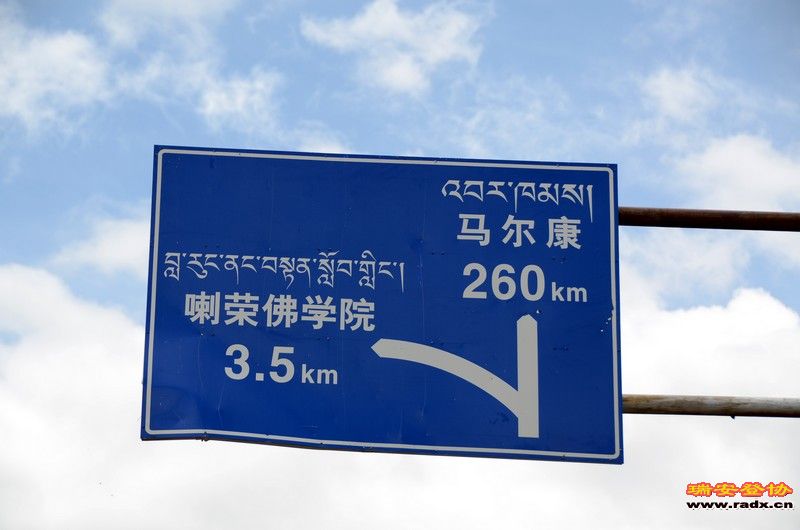 འབར་ཁམས།
马尔康
260km
བླ་རུང་ནང་བསྟན་སློབ་གླིང་།
喇荣佛学院
3.5km
瑞安登协
www.radx.cn